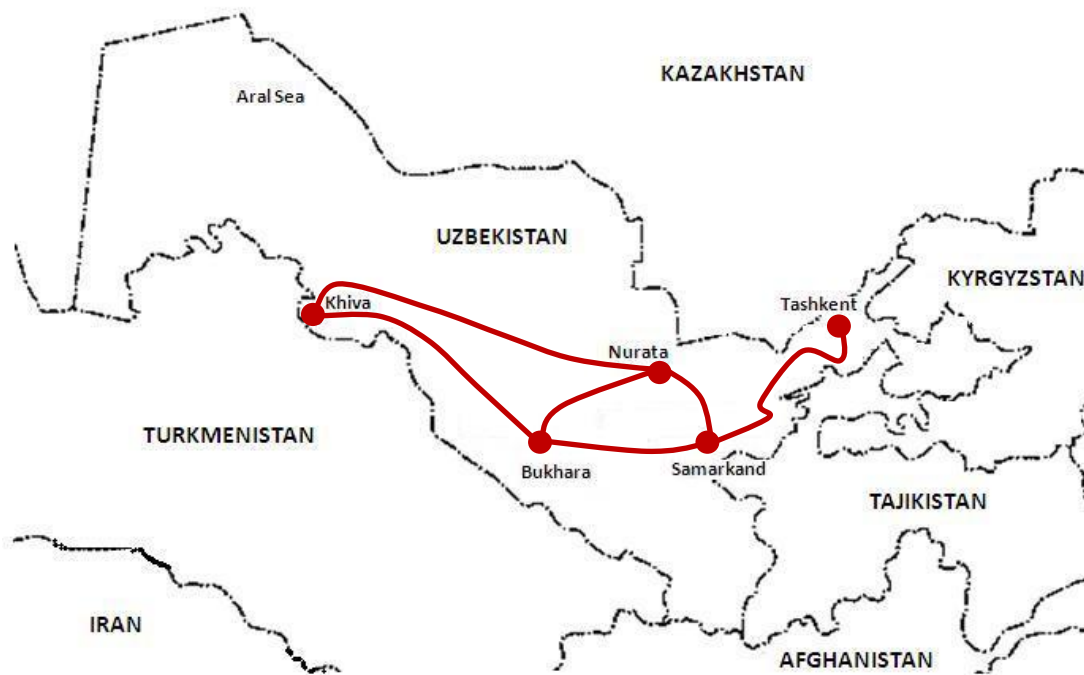 KAZAKHSTAN
Aral Sea
UZBEKISTAN
KYRGYZSTAN
Khiva
Tashkent
Nurata
TURKMENISTAN
Bukhara
Samarkand
TAJIKISTAN
IRAN
AFGHANISTAN